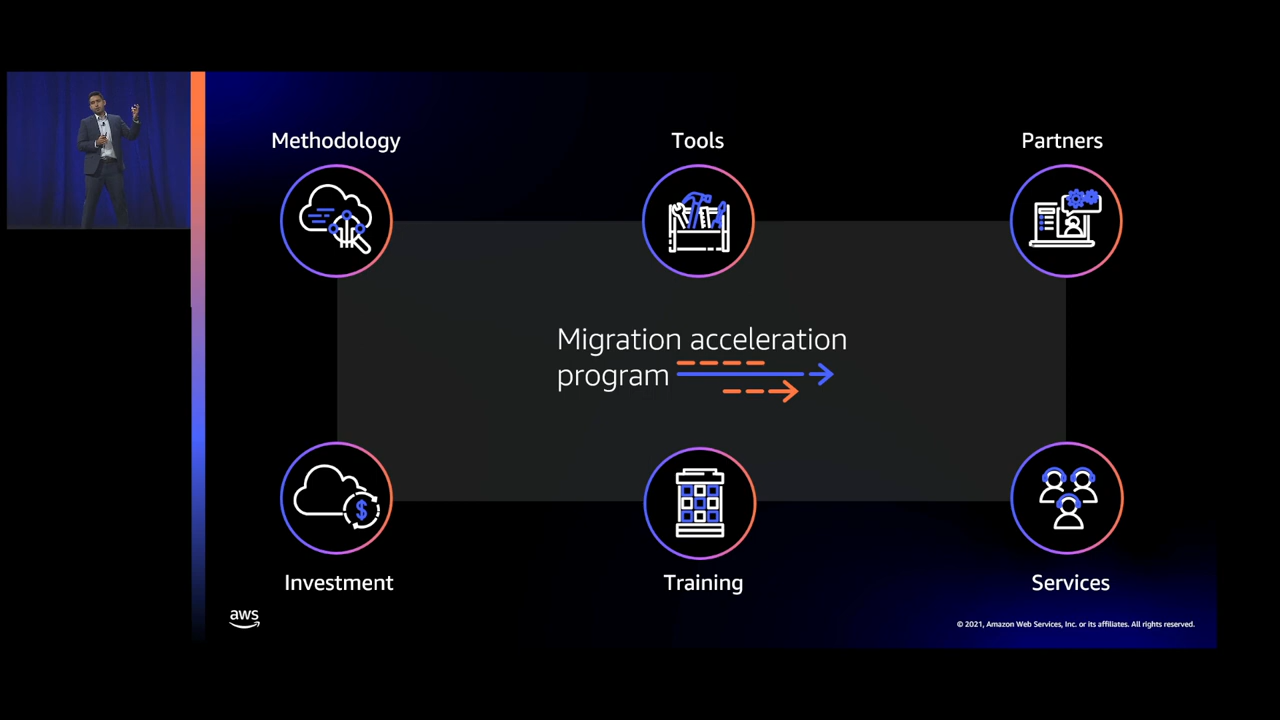 Methodology
Tools
Partners
Migration acceleration
program
$
Investment
Training
Services
aws
© 2021, Amazon Web Services, Inc. or its affiliates. All rights reserved.